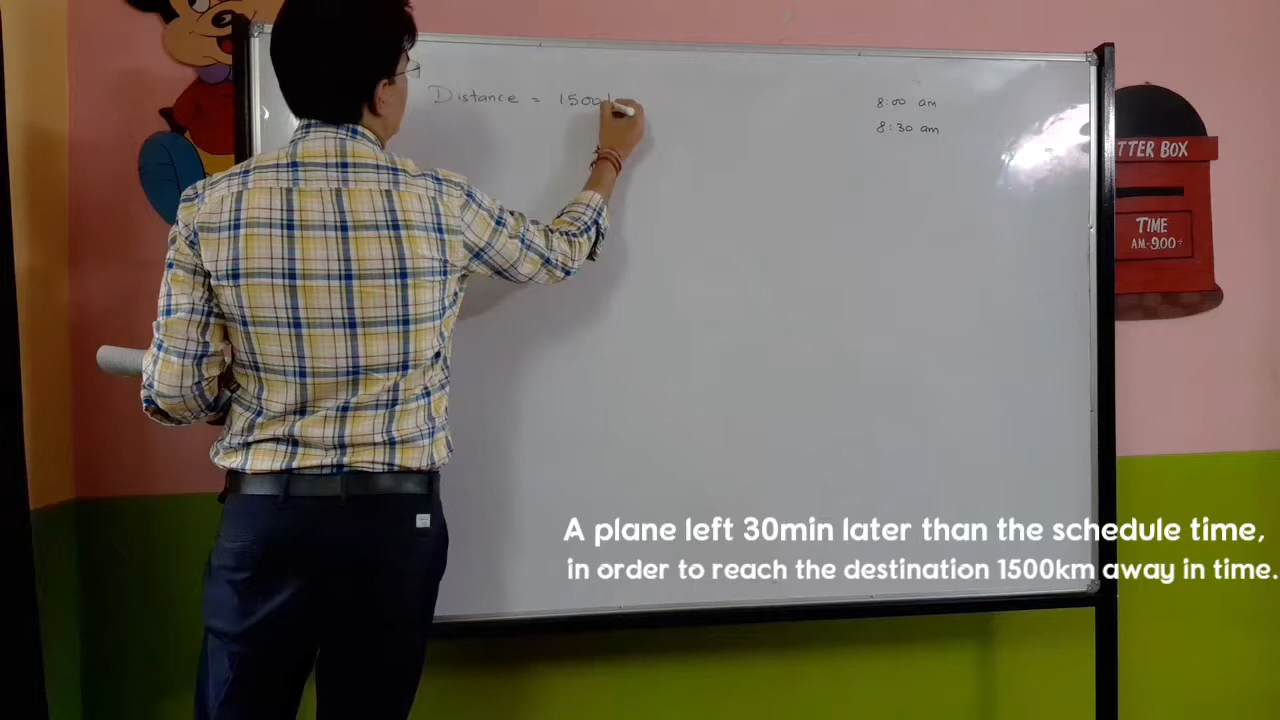 Distance = 1500
8:00 am
8:30 am
TTER BOX
TIME
AM-9.00
A plane left 30min later than the schedule time,
in order to reach the destination 1500km away in time.